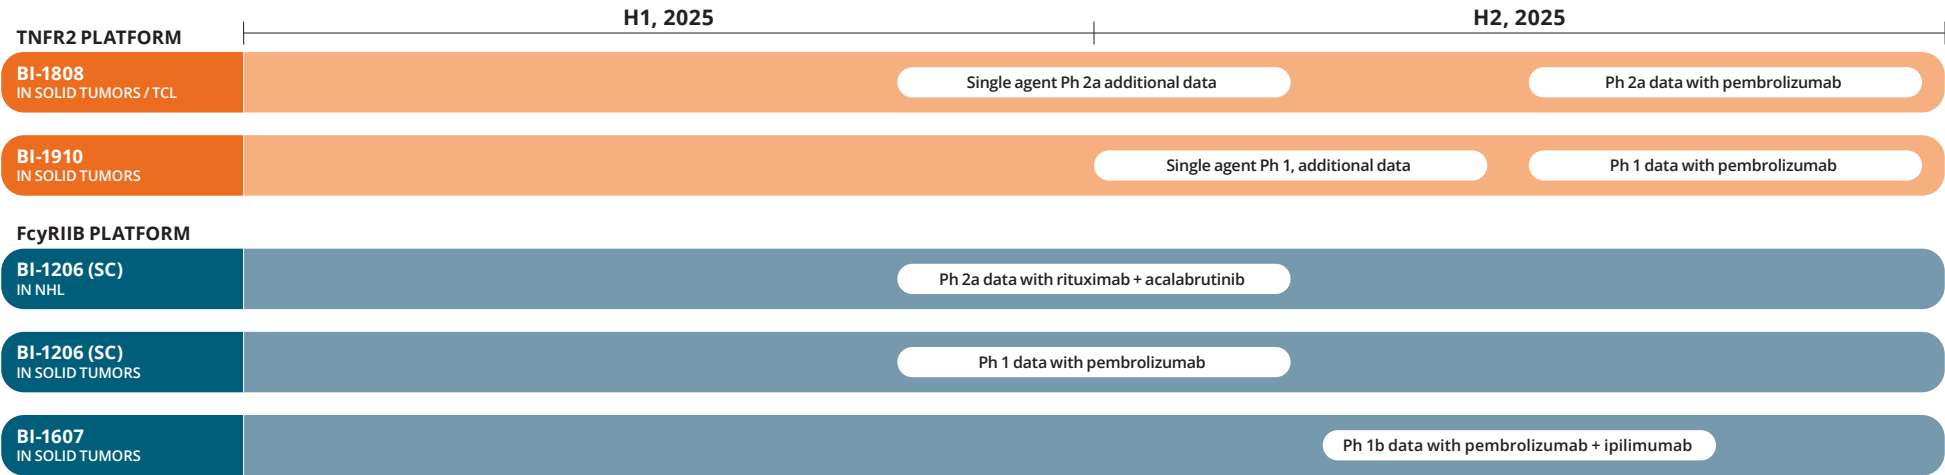 H1, 2025
H2, 2025
TNFR2 PLATFORM
BI-1808
IN SOLID TUMORS / TCL
Single agent Ph 2a additional data
Ph 2a data with pembrolizumab
BI-1910
IN SOLID TUMORS
Single agent Ph 1, additional data
Ph 1 data with pembrolizumab
FcyRIIB PLATFORM
BI-1206 (SC)
IN NHL
Ph 2a data with rituximab + acalabrutinib
BI-1206 (SC)
IN SOLID TUMORS
Ph 1 data with pembrolizumab
BI-1607
IN SOLID TUMORS
Ph 1b data with pembrolizumab + ipilimumab